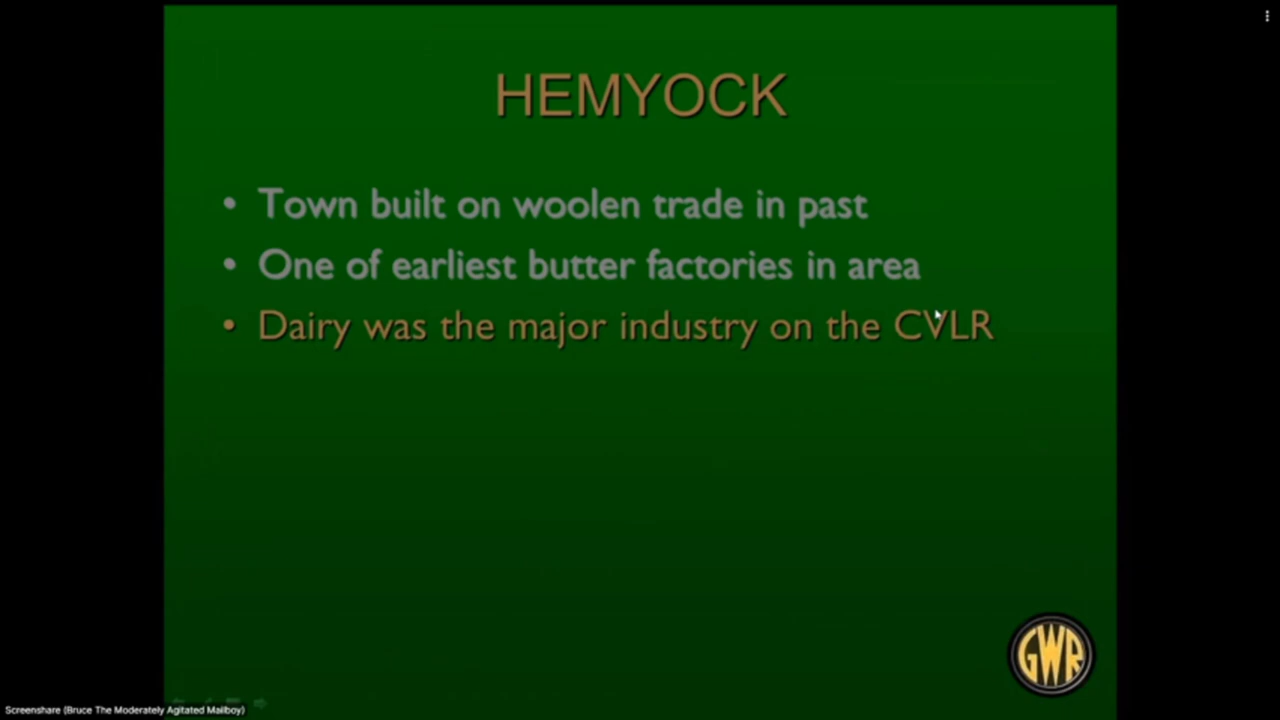 HEMYOCK
• Town built on woolen trade in past
• One of earliest butter factories in area
• Dairy was the major industry on the CVLR
GWR
Screenshare (Bruce The Moderately Agitated Mailboy)